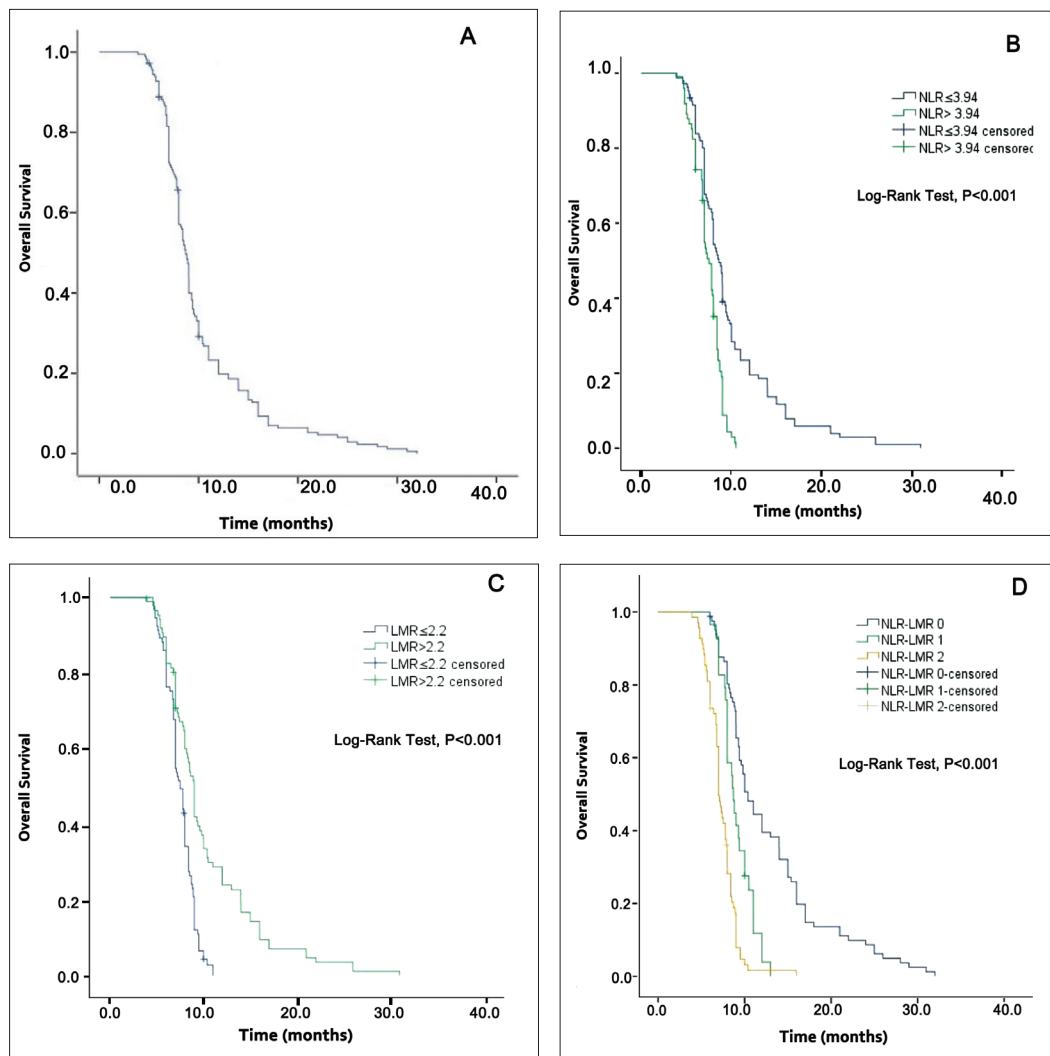 A
1.0
0.8
0.6
0.4
0.2
0.0
Overall Survival
0.0 10.0 20.0 30.0 40.0
Time (months)
B
1.0
0.8
0.6
0.4
0.2
0.0
Overall Survival
NLR≤3.94
NLR> 3.94
NLR≤3.94 censored
NLR> 3.94 censored
Log-Rank Test, P<0.001
0.0 10.0 20.0 30.0 40.0
Time (months)
C
1.0
0.8
0.6
0.4
0.2
0.0
Overall Survival
LMR≤2.2
LMR>2.2
LMR≤2.2 censored
LMR>2.2 censored
Log-Rank Test, P<0.001
0.0 10.0 20.0 30.0 40.0
Time (months)
D
1.0
0.8
0.6
0.4
0.2
0.0
Overall Survival
NLR-LMR 0
NLR-LMR 1
NLR-LMR 2
NLR-LMR 0-censored
NLR-LMR 1-censored
NLR-LMR 2-censored
Log-Rank Test, P<0.001
0.0 10.0 20.0 30.0 40.0
Time (months)